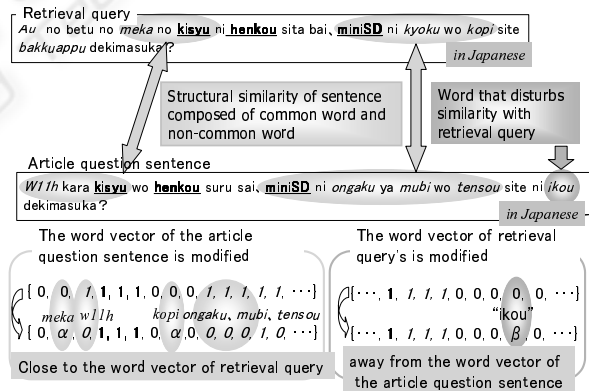 Retrieval query
Au no betu no meka no kisyu ni henkou sita bai、miniSD ni kyoku wo kopi site
bakkuappu dekimasuka?
in Japanese
Structural similarity of sentence
composed of common word and
non-common word
Word that disturbs
similarity with
retrieval query
Article question sentence
W11h kara kisyu wo henkou suru sai、miniSD ni ongaku ya mubi wo tensou site ni ikou
dekimasuka?
in Japanese
The word vector of the article
question sentence is modified
{ 0, 0, 1, 1, 1, 1, 0, 0, 0, 1, 1, 1, 1, 1, ···}
meka w11h kopi ongaku, mubi, tensou
{ 0, α, 0, 1, 1, 1, 0, α, 0, 0, 0, 0, 1, 0, ···}
Close to the word vector of retrieval query
The word vector of retrieval
query's is modified
{···, 1, 1, 1, 1, 0, 0, 0, 0, 0, ···}
“ikou”
{···, 1, 1, 1, 1, 0, 0, 0, β, 0, ···}
away from the word vector of
the article question sentence